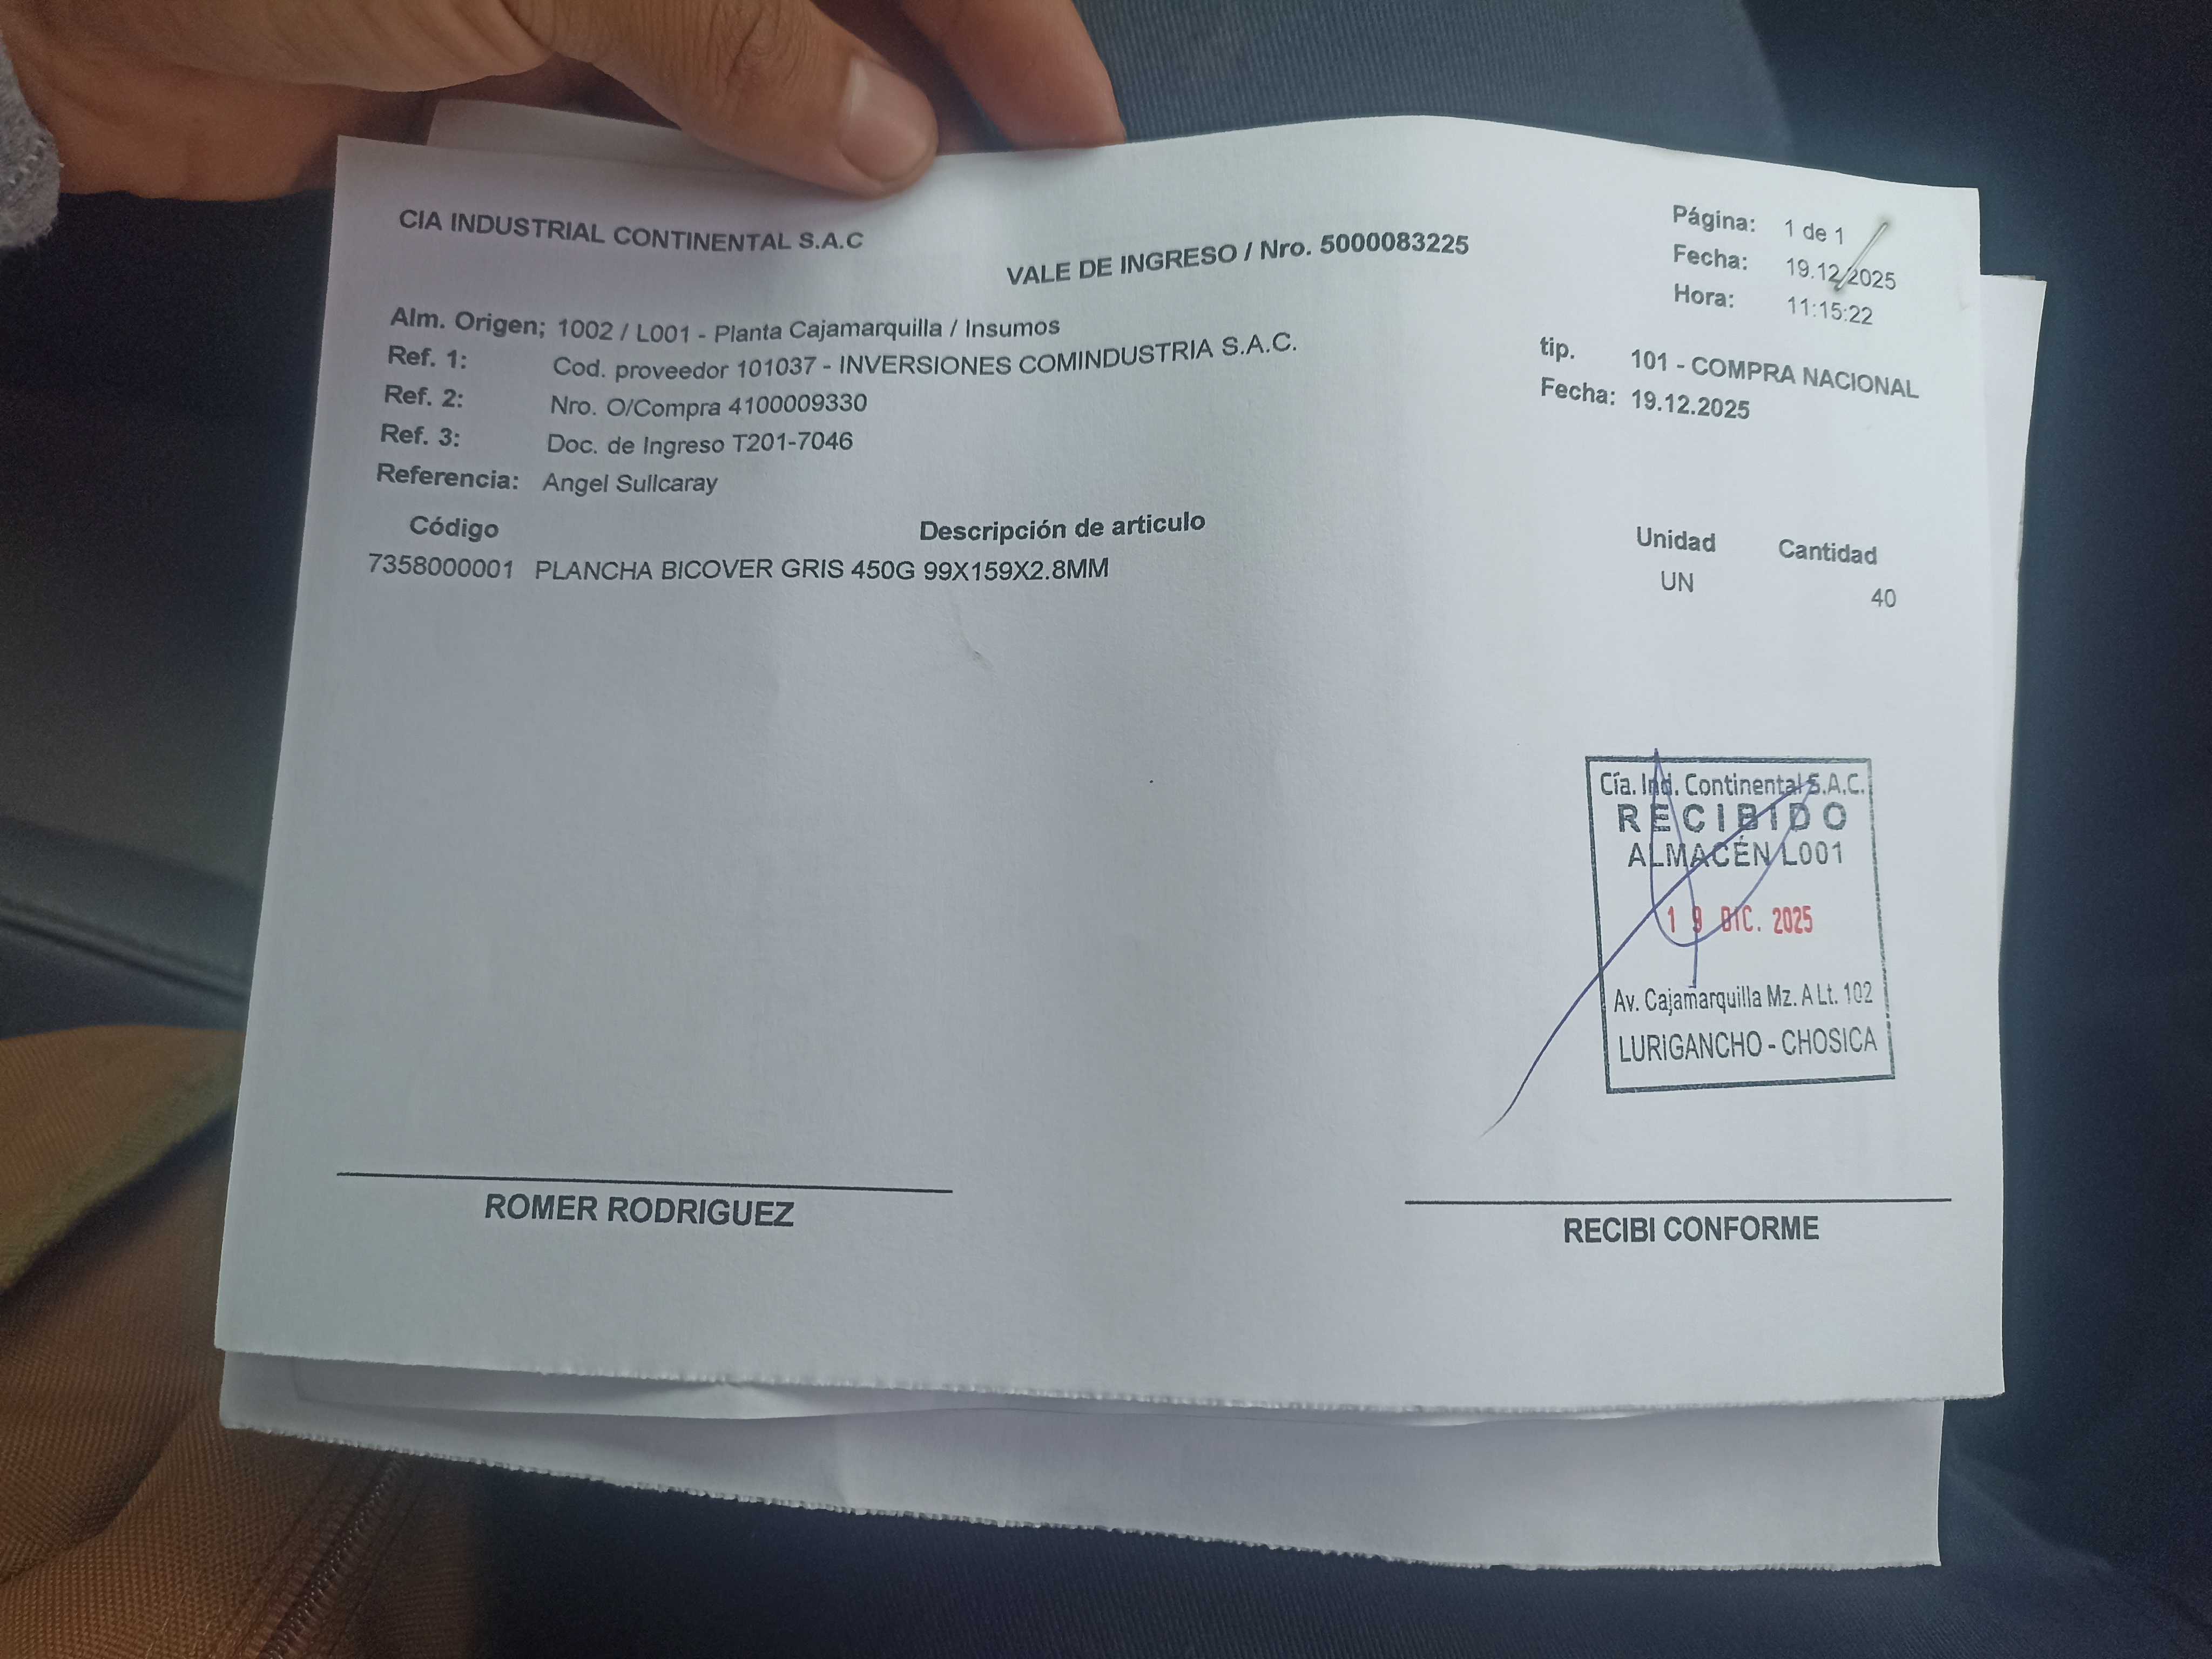 CIA INDUSTRIAL CONTINENTAL S.A.C
VALE DE INGRESO / Nro. 5000083225
Página: 1 de 1
Fecha: 19.12.2025
Hora: 11:15:22
Alm. Origen; 1002 / L001 - Planta Cajamarquilla / Insumos
Ref. 1: Cod. proveedor 101037 - INVERSIONES COMINDUSTRIA S.A.C.
tip. 101 - COMPRA NACIONAL
Ref. 2: Nro. O/Compra 4100009330
Fecha: 19.12.2025
Ref. 3: Doc. de Ingreso T201-7046
Referencia: Angel Sullcaray
Código Descripción de articulo Unidad Cantidad
7358000001 PLANCHA BICOVER GRIS 450G 99X159X2.8MM UN 40
Cía. Ind. Continental S.A.C.
RECIBIDO
ALMACÉN L001
19 DIC. 2025
Av. Cajamarquilla Mz. A Lt. 102
LURIGANCHO - CHOSICA
ROMER RODRIGUEZ
RECIBI CONFORME